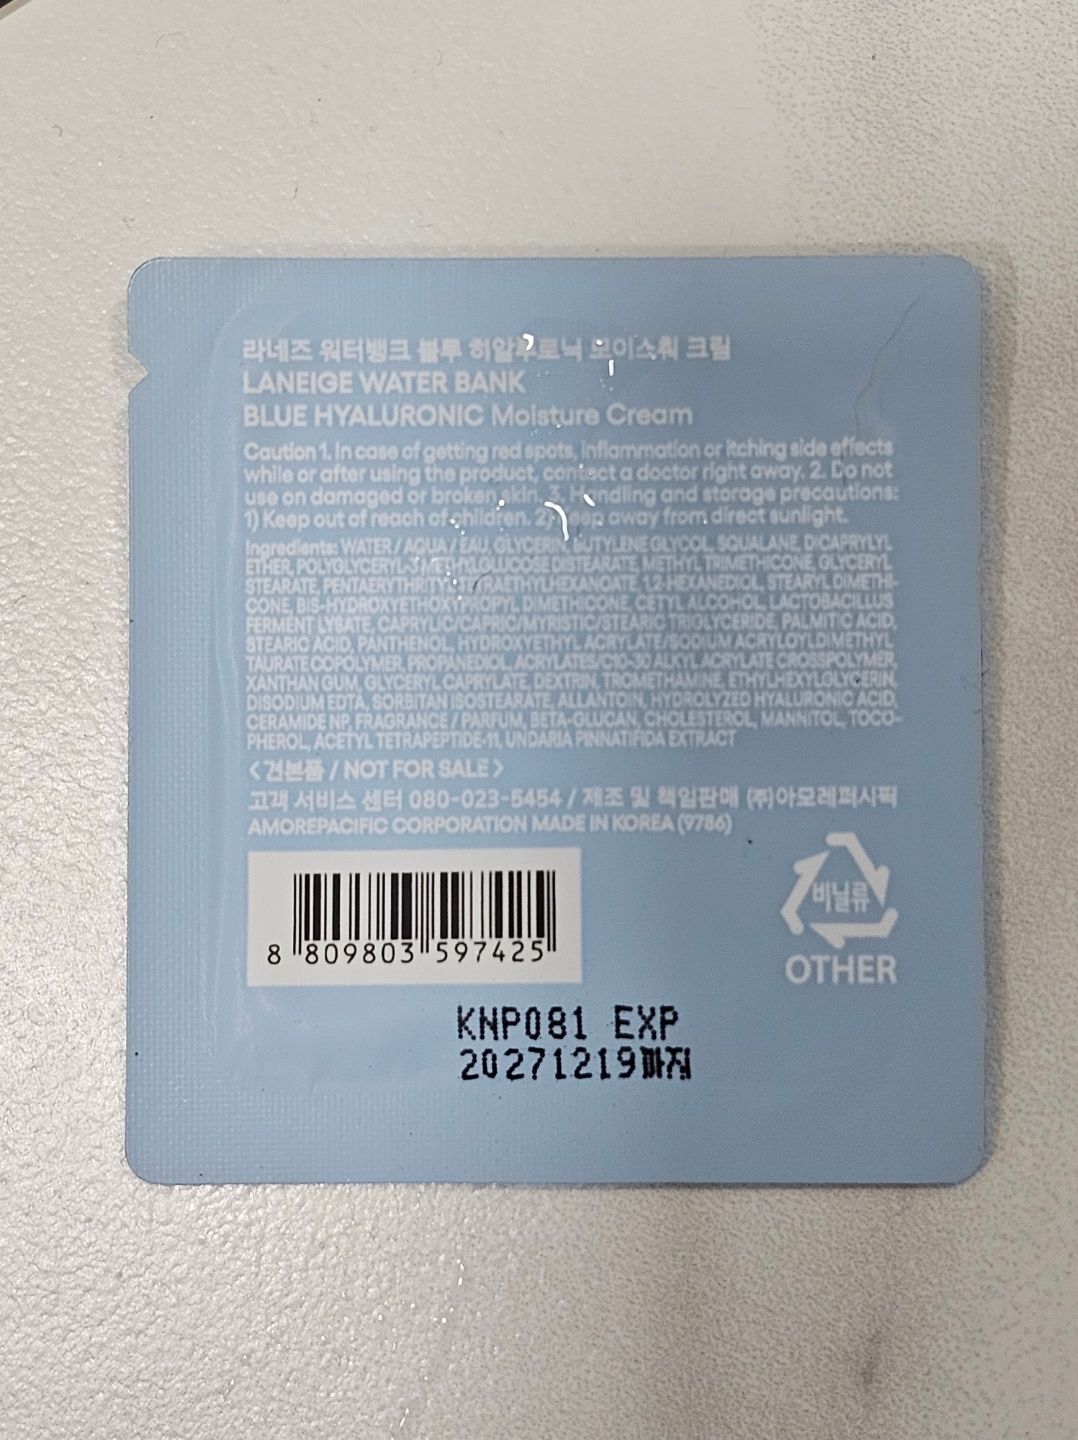 라네즈 워터뱅크 블루 히알루로닉 모이스춰 크림
LANEIGE WATER BANK
BLUE HYALURONIC Moisture Cream
Caution 1. In case of getting red spots, inflammation or itching side effects
while or after using the product, contact a doctor right away. 2. Do not
use on damaged or broken skin. 3. Handling and storage precautions:
1) Keep out of reach of children. 2) Keep away from direct sunlight.
Ingredients: WATER / AQUA / EAU, GLYCERIN, BUTYLENE GLYCOL, SQUALANE, DICAPRYLYL
ETHER, POLYGLYCERYL-3 METHYLGLUCOSE DISTEARATE, METHYL TRIMETHICONE, GLYCERYL
STEARATE, PENTAERYTHRITYL TETRAETHYLHEXANOATE, 1,2-HEXANEDIOL, STEARYL DIMETHI-
CONE, BIS-HYDROXYETHOXYPROPYL DIMETHICONE, CETYL ALCOHOL, LACTOBACILLUS
FERMENT LYSATE, CAPRYLIC/CAPRIC/MYRISTIC/STEARIC TRIGLYCERIDE, PALMITIC ACID,
STEARIC ACID, PANTHENOL, HYDROXYETHYL ACRYLATE/SODIUM ACRYLOYLDIMETHYL
TAURATE COPOLYMER, PROPANEDIOL, ACRYLATES/C10-30 ALKYL ACRYLATE CROSSPOLYMER,
XANTHAN GUM, GLYCERYL CAPRYLATE, DEXTRIN, TROMETHAMINE, ETHYLHEXYLGLYCERIN,
DISODIUM EDTA, SORBITAN ISOSTEARATE, ALLANTOIN, HYDROLYZED HYALURONIC ACID,
CERAMIDE NP, FRAGRANCE / PARFUM, BETA-GLUCAN, CHOLESTEROL, MANNITOL, TOCO-
PHEROL, ACETYL TETRAPEPTIDE-11, UNDARIA PINNATIFIDA EXTRACT
<견본품 / NOT FOR SALE>
고객 서비스 센터 080-023-5454 / 제조 및 책임판매 (주)아모레퍼시픽
AMOREPACIFIC CORPORATION MADE IN KOREA (9786)
비닐류
OTHER
8 809803 597425
KNP081 EXP
20271219까지